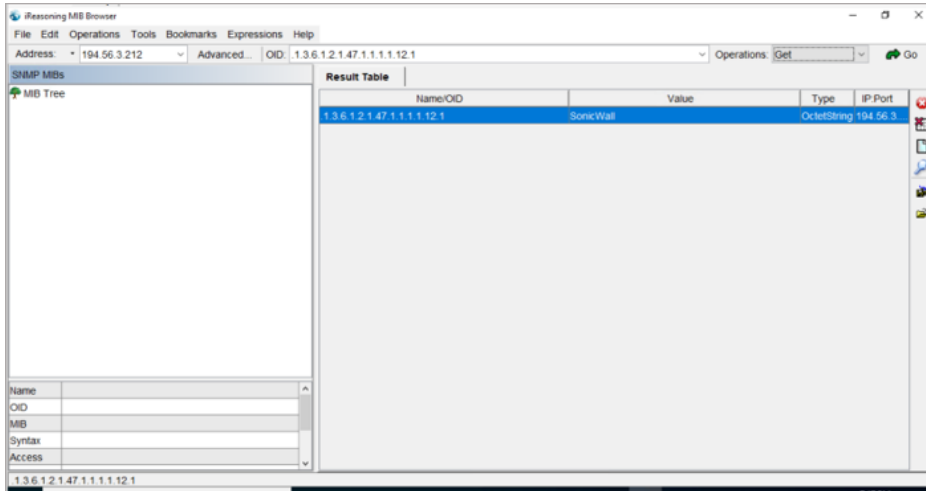 iReasoning MIB Browser
File Edit Operations Tools Bookmarks Expressions Help
Address: 194.56.3.212 Advanced... OID: .1.3.6.1.2.1.47.1.1.1.1.12.1 Operations: Get Go
SNMP MIBs
MIB Tree
Result Table
Name/OID Value Type IP:Port
.1.3.6.1.2.1.47.1.1.1.1.12.1 SonicWall OctetString 194.56.3....
Name
OID
MIB
Syntax
Access
.1.3.6.1.2.1.47.1.1.1.1.12.1